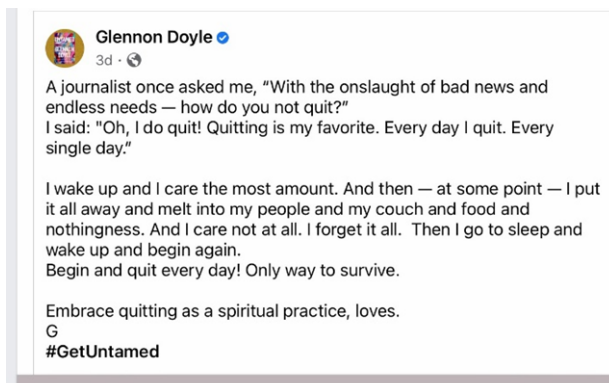 Glennon Doyle
3d ·
A journalist once asked me, “With the onslaught of bad news and
endless needs — how do you not quit?”
I said: "Oh, I do quit! Quitting is my favorite. Every day I quit. Every
single day.”
I wake up and I care the most amount. And then — at some point — I put
it all away and melt into my people and my couch and food and
nothingness. And I care not at all. I forget it all. Then I go to sleep and
wake up and begin again.
Begin and quit every day! Only way to survive.
Embrace quitting as a spiritual practice, loves.
G
#GetUntamed